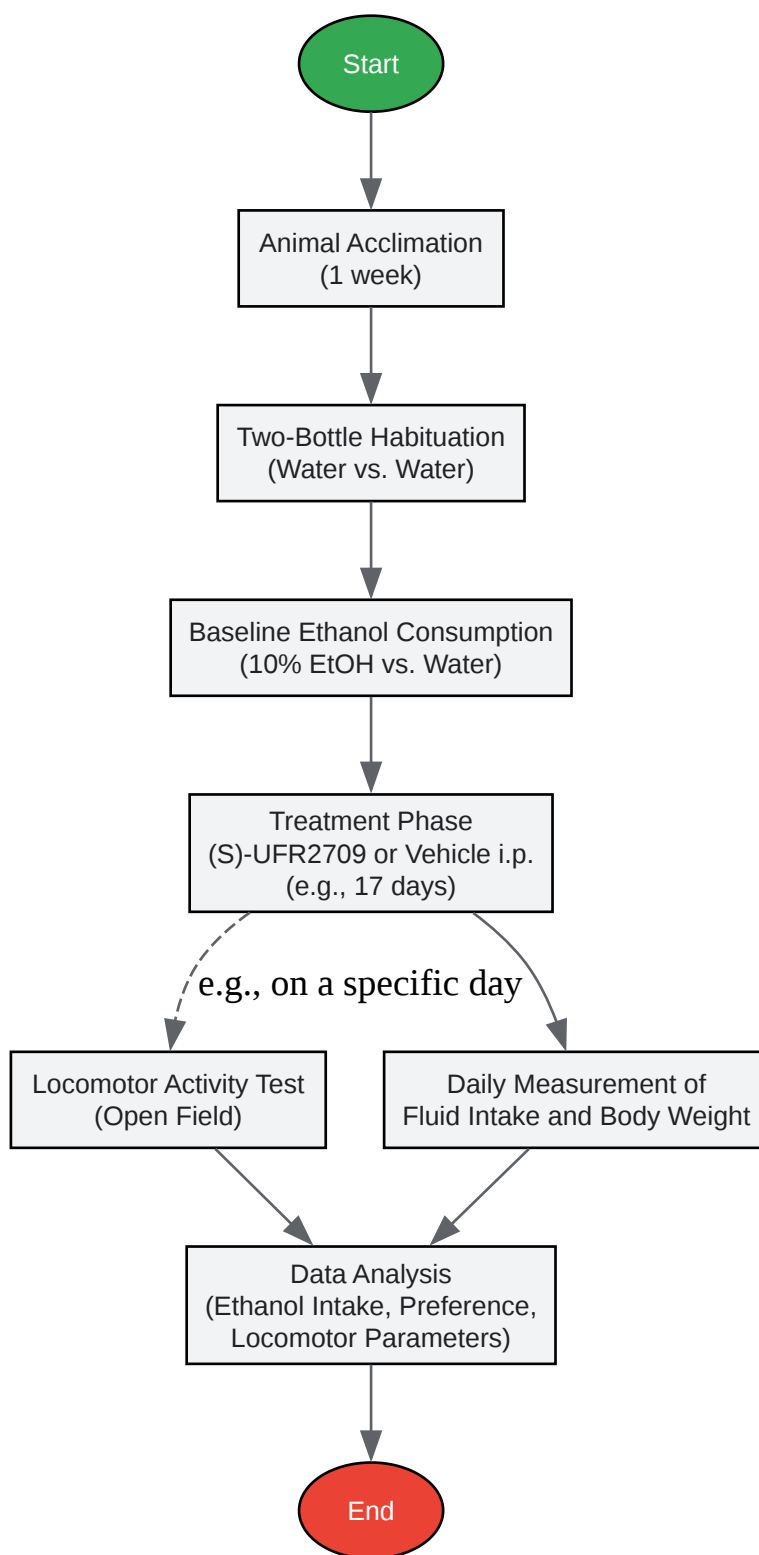 Start
Animal Acclimation
(1 week)
Two-Bottle Habituation
(Water vs. Water)
Baseline Ethanol Consumption
(10% EtOH vs. Water)
Treatment Phase
(S)-UFR2709 or Vehicle i.p.
(e.g., 17 days)
e.g., on a specific day
Locomotor Activity Test
(Open Field)
Daily Measurement of
Fluid Intake and Body Weight
Data Analysis
(Ethanol Intake, Preference,
Locomotor Parameters)
End